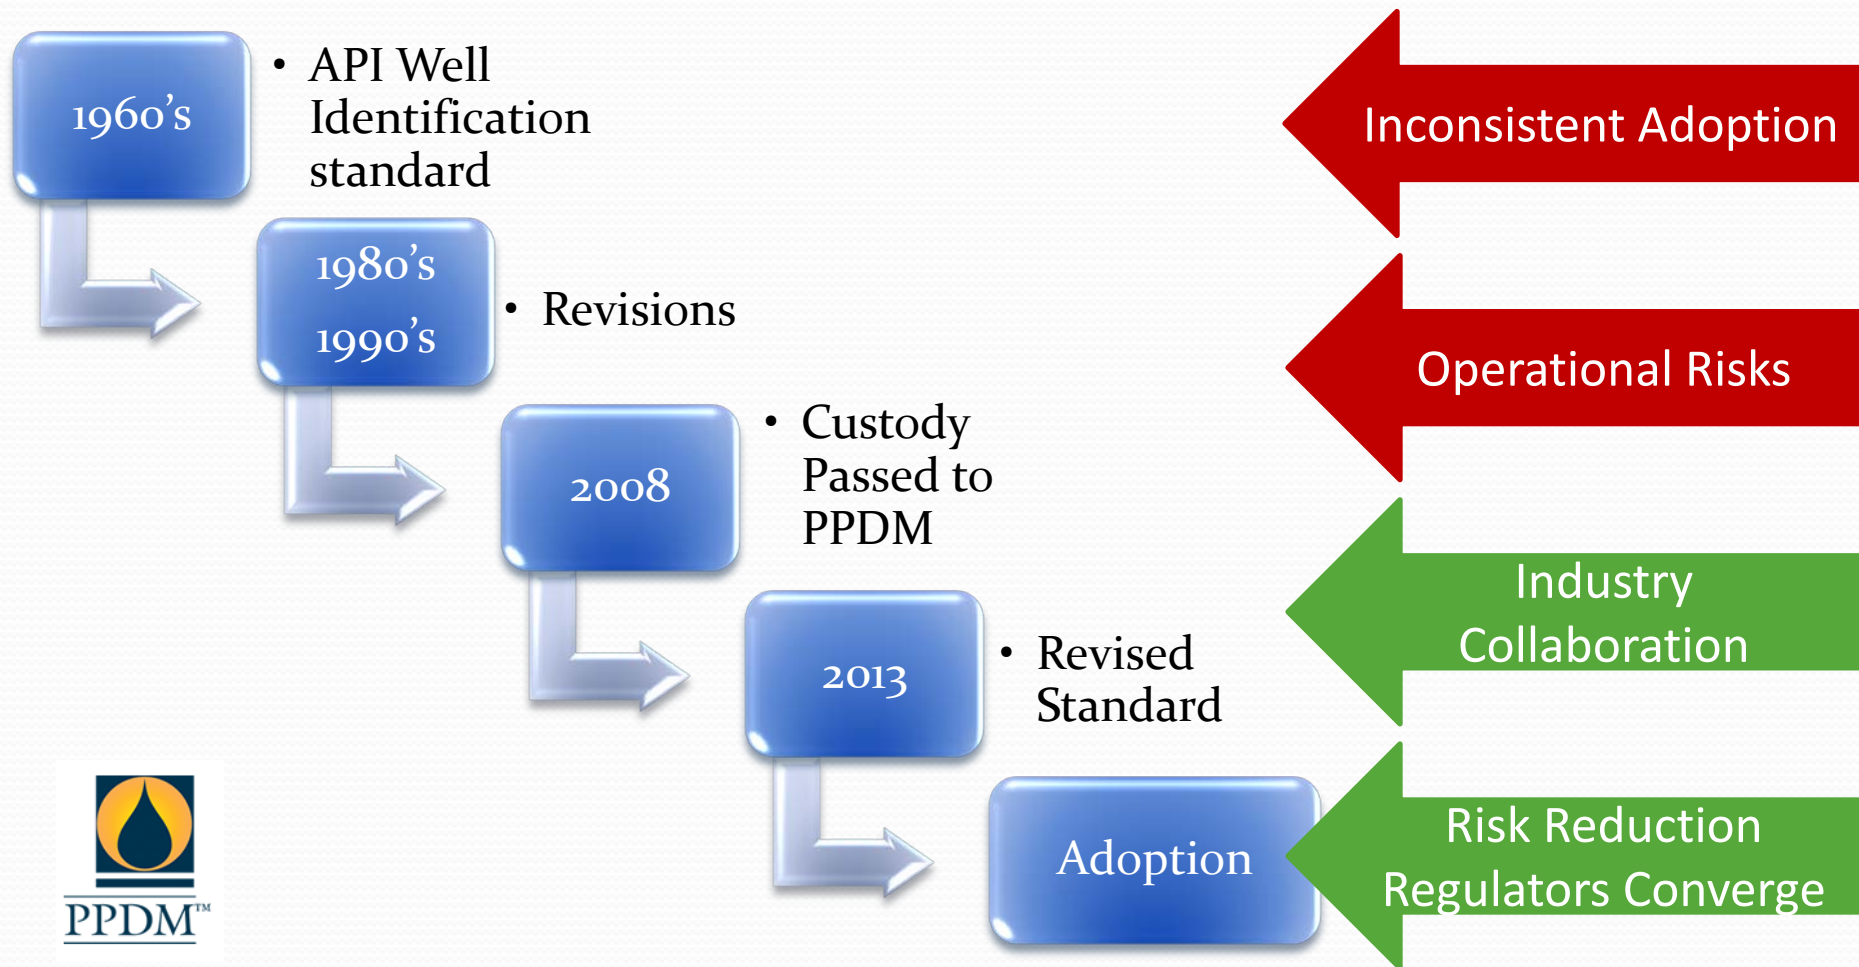 1960's
• API Well
Identification
standard
Inconsistent Adoption
1980's
1990's
• Revisions
Operational Risks
2008
• Custody
Passed to
PPDM
Industry
Collaboration
2013
• Revised
Standard
Adoption
Risk Reduction
Regulators Converge
PPDM™